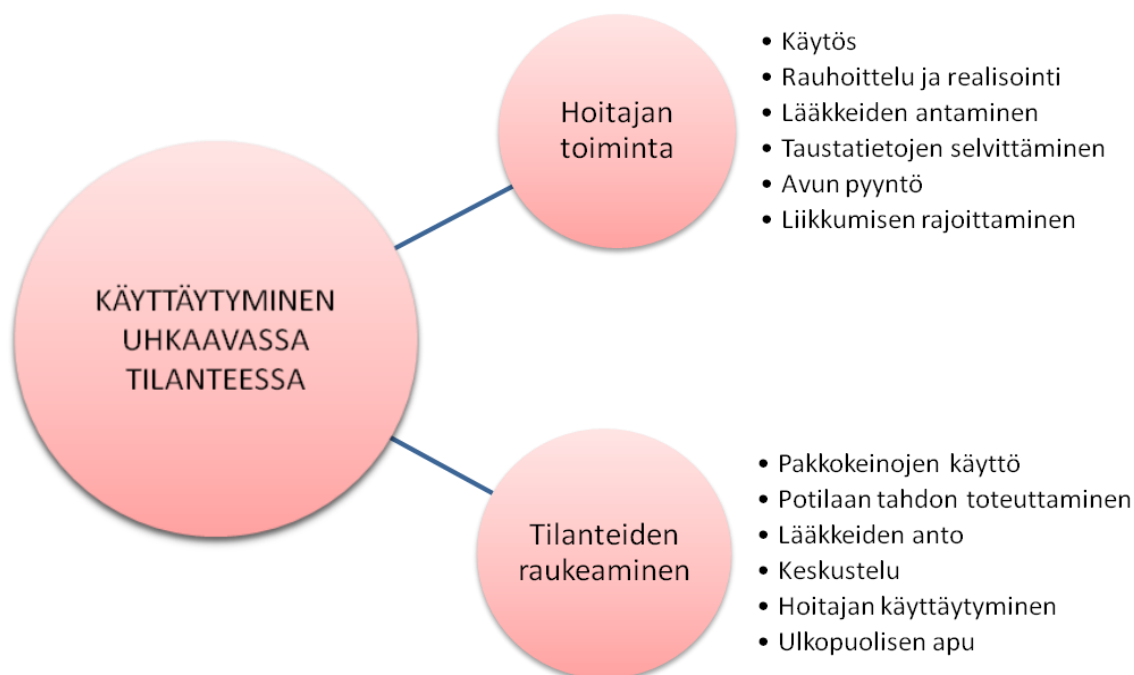 Hoitajan
toiminta
• Käytös
• Rauhoittelu ja realisointi
• Lääkkeiden antaminen
• Taustatietojen selvittäminen
• Avun pyyntö
• Liikkumisen rajoittaminen
KÄYTTÄYTYMINEN
UHKAAVASSA
TILANTEESSA
Tilanteiden
raukeaminen
• Pakkokeinojen käyttö
• Potilaan tahdon toteuttaminen
• Lääkkeiden anto
• Keskustelu
• Hoitajan käyttäytyminen
• Ulkopuolisen apu